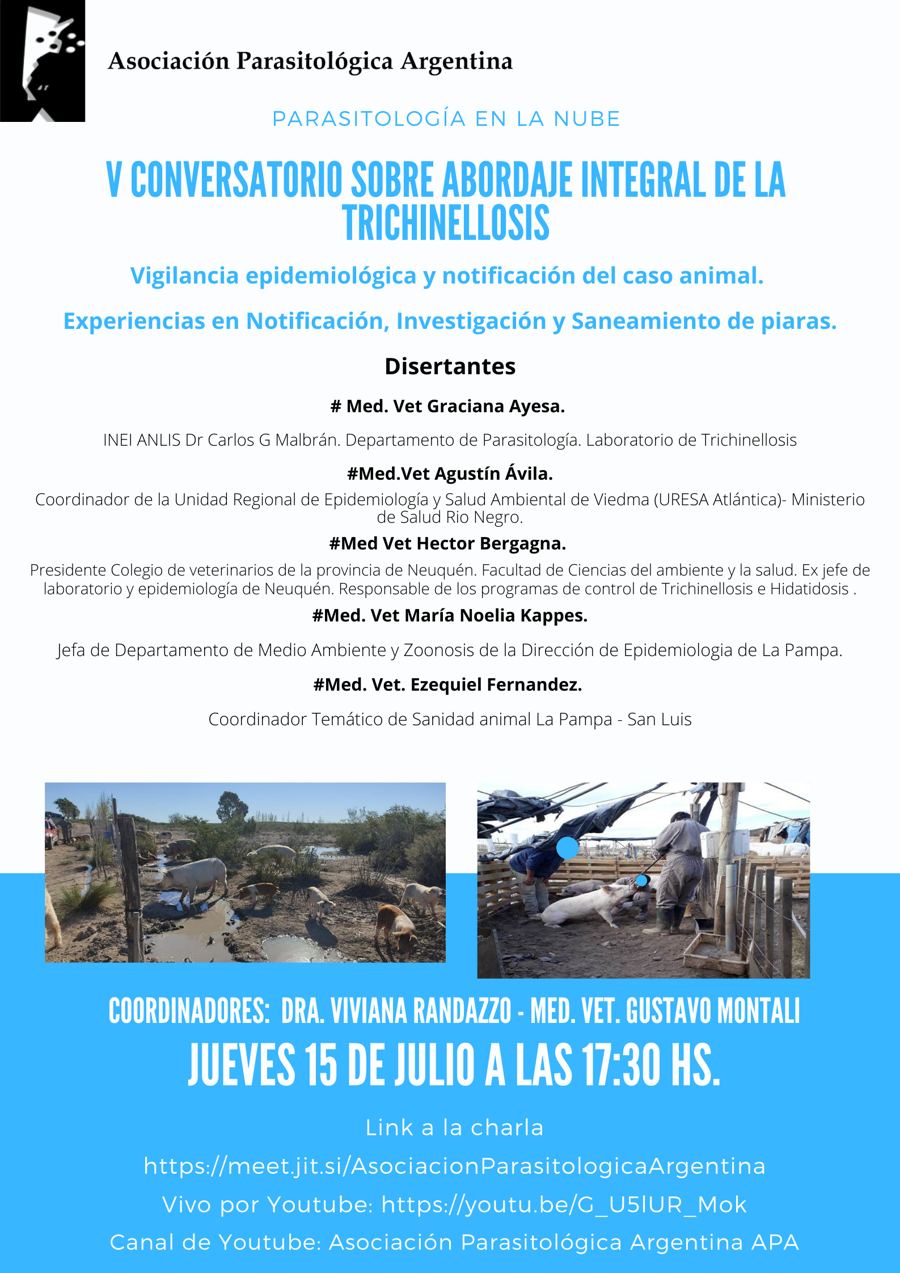 Asociación Parasitológica Argentina
PARASITOLOGÍA EN LA NUBE
V CONVERSATORIO SOBRE ABORDAJE INTEGRAL DE LA
TRICHINELLOSIS
Vigilancia epidemiológica y notificación del caso animal.
Experiencias en Notificación, Investigación y Saneamiento de piaras.
Disertantes
# Med. Vet Graciana Ayesa.
INEI ANLIS Dr Carlos G Malbrán. Departamento de Parasitología. Laboratorio de Trichinellosis
#Med.Vet Agustín Ávila.
Coordinador de la Unidad Regional de Epidemiología y Salud Ambiental de Viedma (URESA Atlántica)- Ministerio
de Salud Rio Negro.
#Med Vet Hector Bergagna.
Presidente Colegio de veterinarios de la provincia de Neuquén. Facultad de Ciencias del ambiente y la salud. Ex jefe de
laboratorio y epidemiología de Neuquén. Responsable de los programas de control de Trichinellosis e Hidatidosis .
#Med. Vet María Noelia Kappes.
Jefa de Departamento de Medio Ambiente y Zoonosis de la Dirección de Epidemiologia de La Pampa.
#Med. Vet. Ezequiel Fernandez.
Coordinador Temático de Sanidad animal La Pampa - San Luis
COORDINADORES: DRA. VIVIANA RANDAZZO - MED. VET. GUSTAVO MONTALI
JUEVES 15 DE JULIO A LAS 17:30 HS.
Link a la charla
https://meet.jit.si/AsociacionParasitologicaArgentina
Vivo por Youtube: https://youtu.be/G_U5lUR_Mok
Canal de Youtube: Asociación Parasitológica Argentina APA